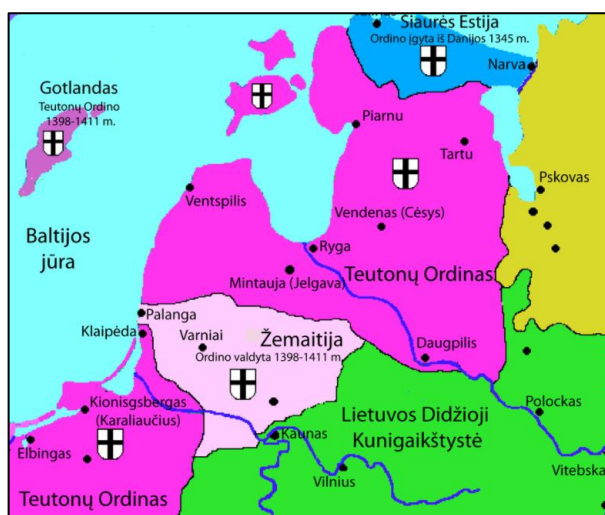 Siaurės Estija
Ordino įgyta iš Danijos 1345 m.
Narva
Gotlandas
Teutonų Ordino
1398-1411 m.
Piarnu
Tartu
Pskovas
Ventspilis
Vendenas (Cėsys)
Baltijos
jūra
Ryga
Mintauja (Jelgava)
Teutonų Ordinas
Palanga
Klaipėda
Varniai
Žemaitija
Ordino valdyta 1398-1411 m.
Daugpilis
Kionisgsbergas
(Karaliaučius)
Lietuvos Didžioji
Kunigaikštystė
Polockas
Elbingas
Kaunas
Vilnius
Vitebska
Teutonų Ordinas